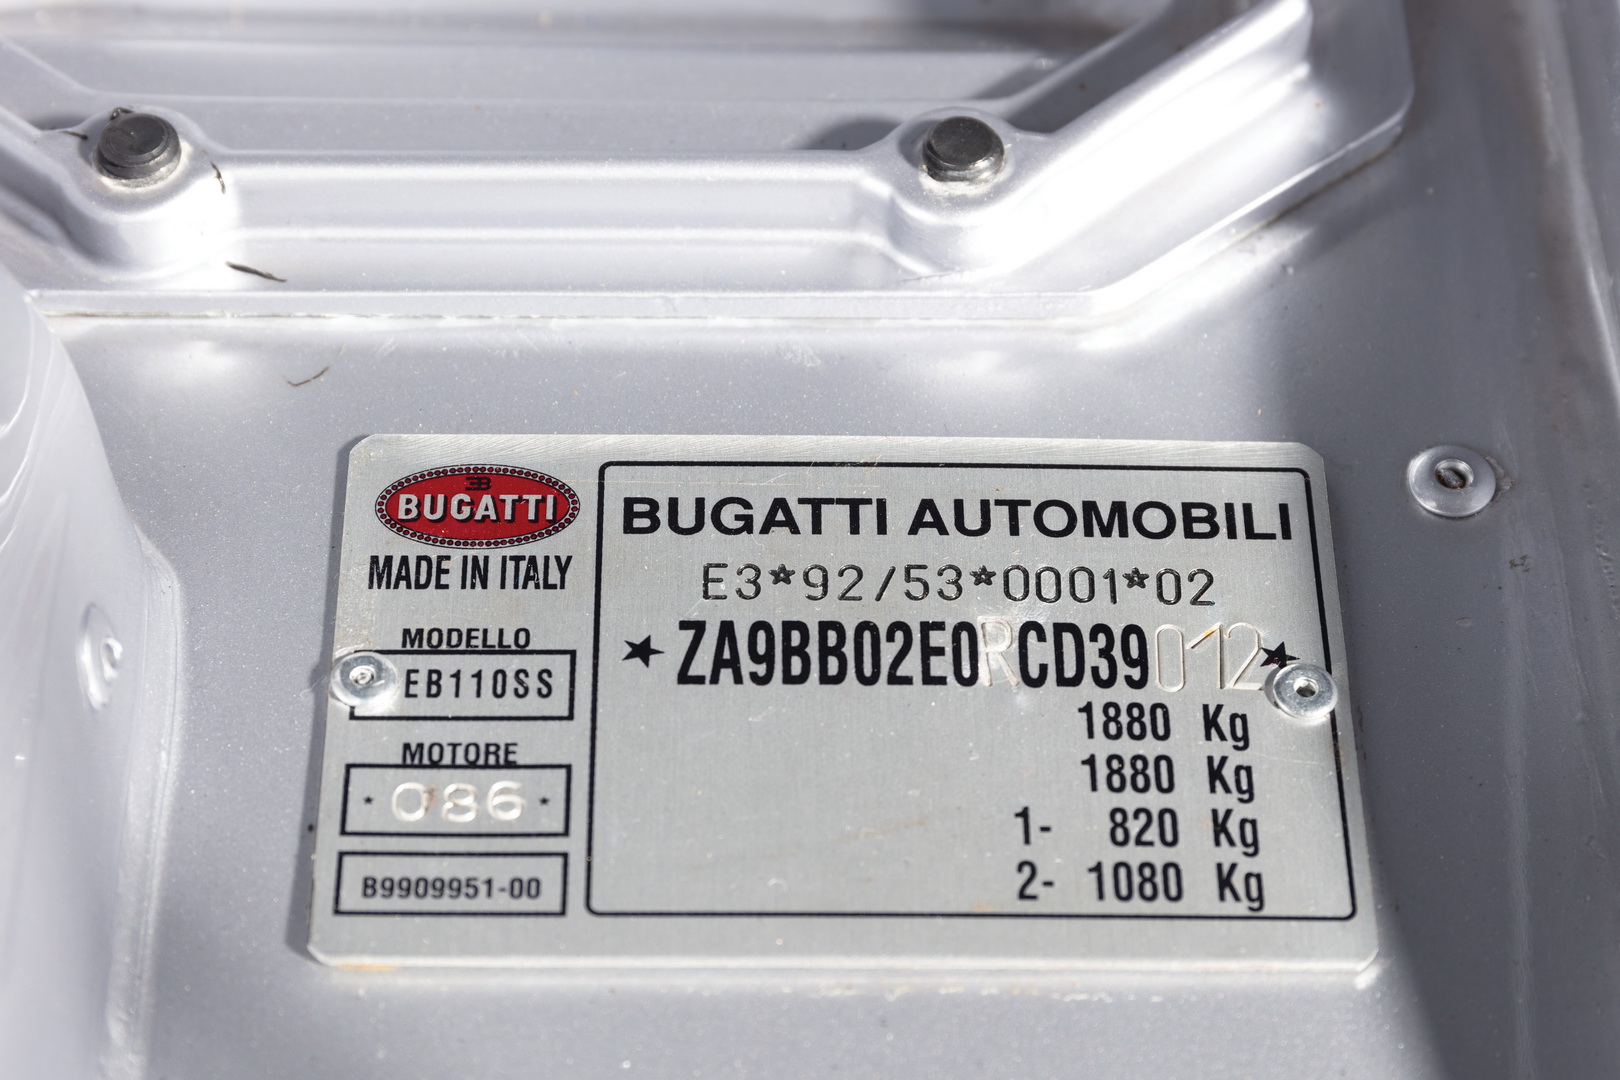 BUGATTI
MADE IN ITALY
MODELLO
EB110SS
MOTORE
· 086 ·
B9909951-00
BUGATTI AUTOMOBILI
E3*92/53*0001*02
★ ZA9BB02E0RCD39012★
1880 Kg
1880 Kg
1- 820 Kg
2- 1080 Kg